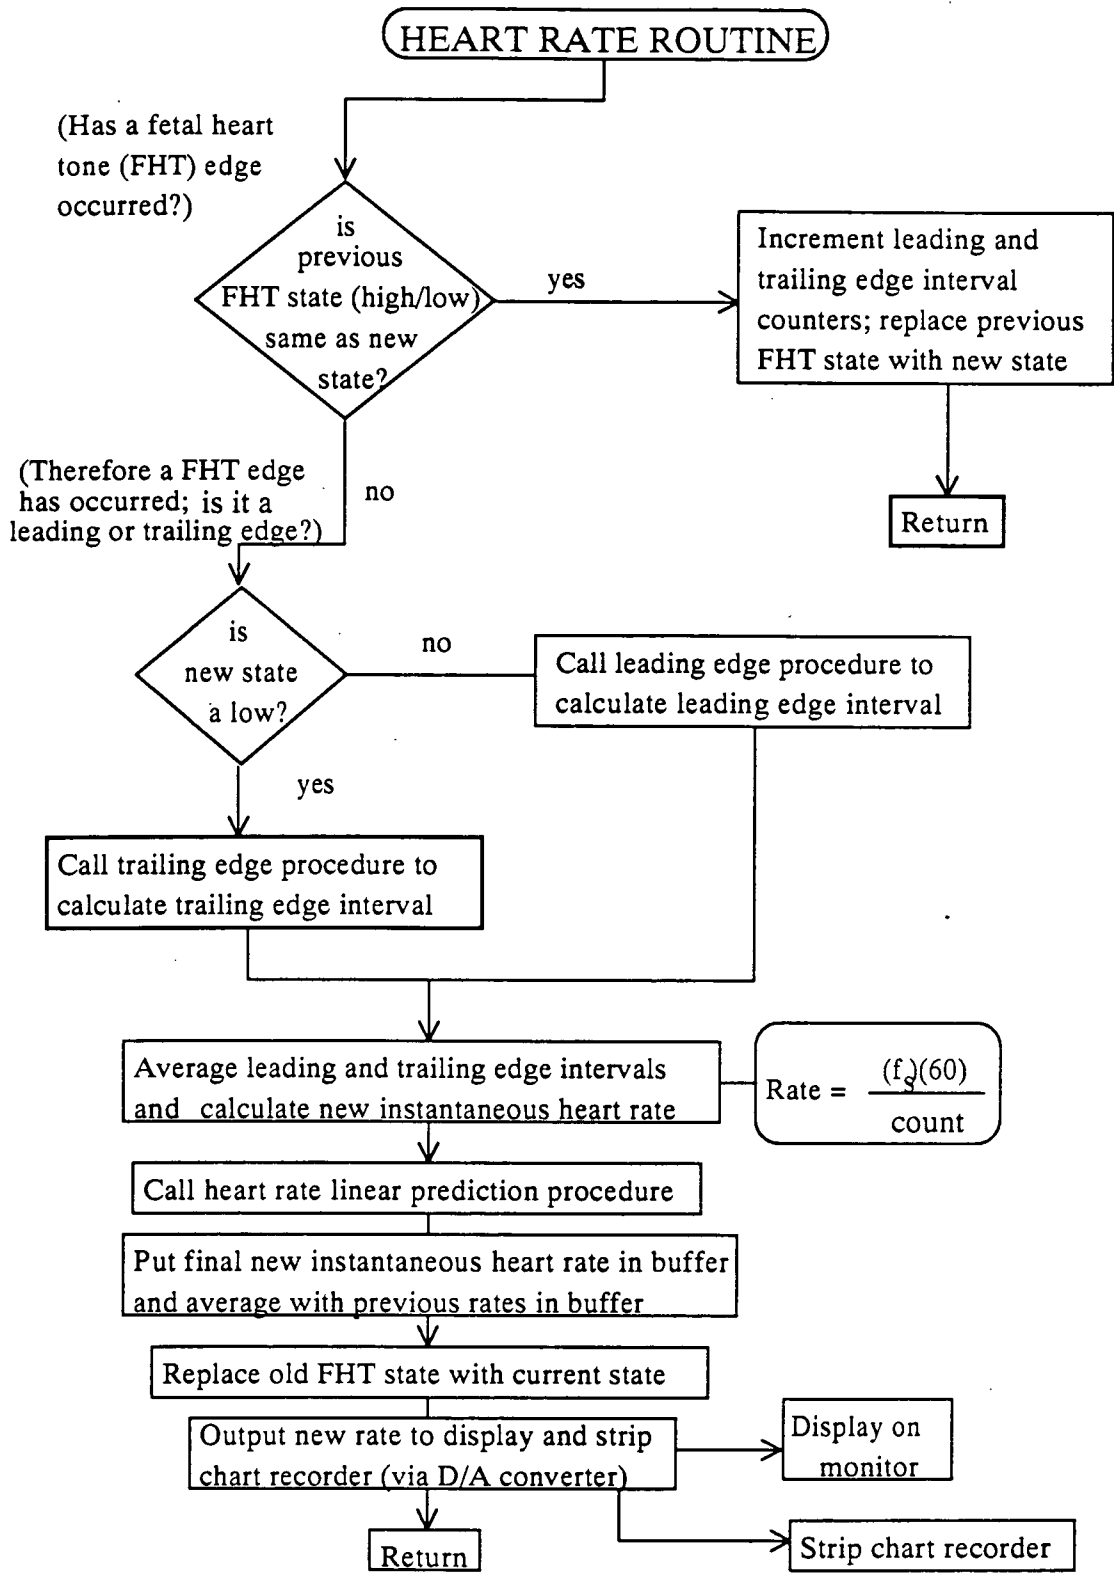 HEART RATE ROUTINE
(Has a fetal heart
tone (FHT) edge
occurred?)
is
previous
FHT state (high/low)
same as new
state?
yes
Increment leading and
trailing edge interval
counters; replace previous
FHT state with new state
Return
(Therefore a FHT edge
has occurred; is it a
leading or trailing edge?)
no
is
new state
a low?
no
Call leading edge procedure to
calculate leading edge interval
yes
Call trailing edge procedure to
calculate trailing edge interval
Average leading and trailing edge intervals
and calculate new instantaneous heart rate
Rate = (fs)(60)
count
Call heart rate linear prediction procedure
Put final new instantaneous heart rate in buffer
and average with previous rates in buffer
Replace old FHT state with current state
Output new rate to display and strip
chart recorder (via D/A converter)
Display on
monitor
Return
Strip chart recorder